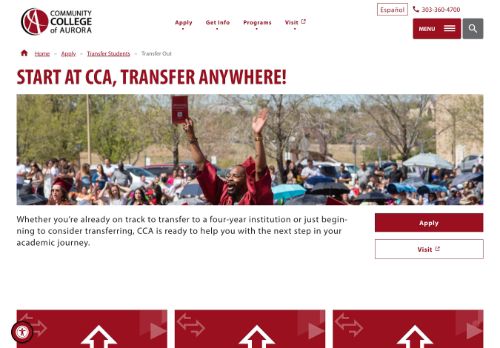 COMMUNITY
COLLEGE
of AURORA
Apply
Get Info
Programs
Visit
Español
303-360-4700
MENU
Home » Apply » Transfer Students » Transfer Out
START AT CCA, TRANSFER ANYWHERE!
Whether you're already on track to transfer to a four-year institution or just begin-
ning to consider transferring, CCA is ready to help you with the next step in your
academic journey.
Apply
Visit